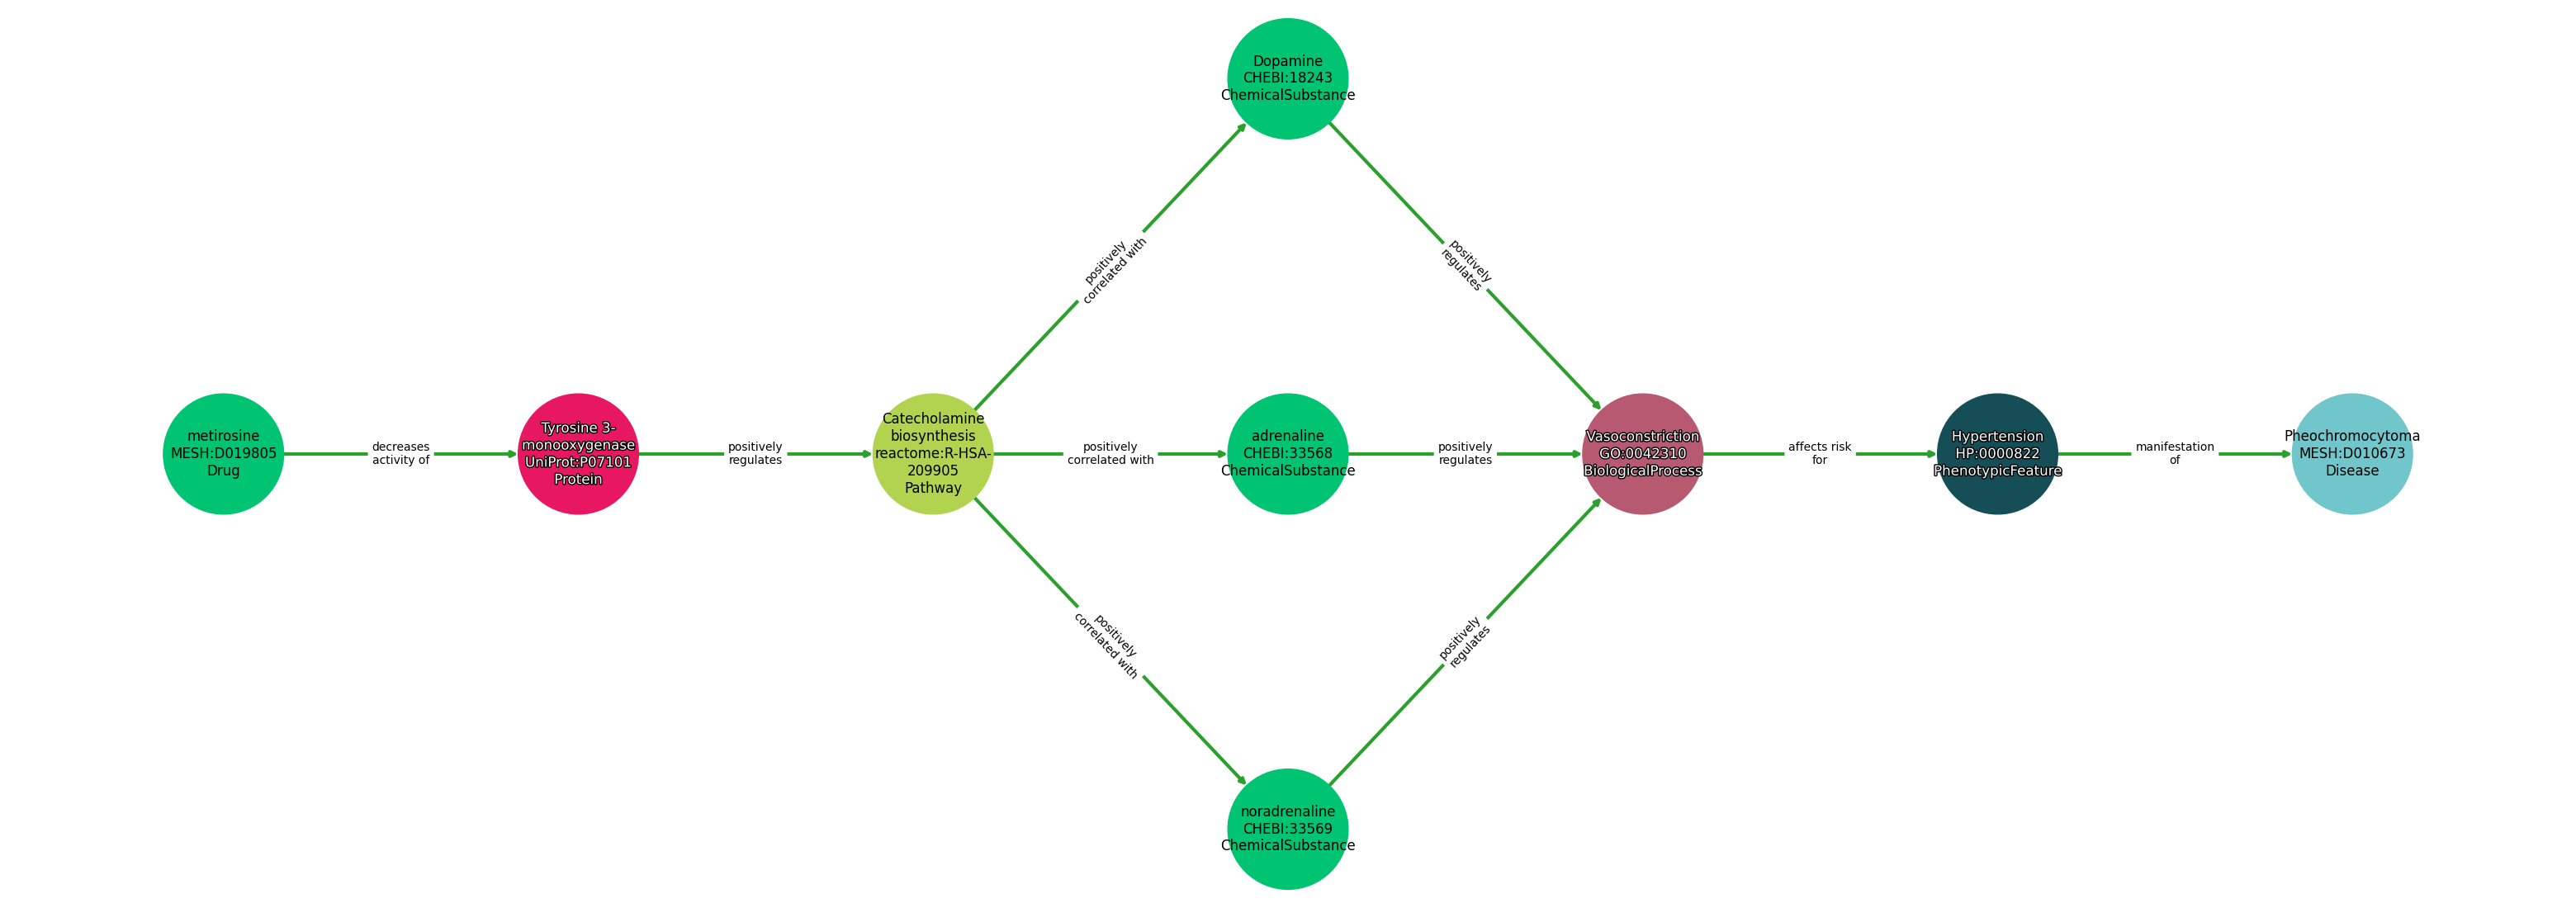 Dopamine
CHEBI:18243
ChemicalSubstance
positively
correlated with
positively
regulates
metirosine
MESH:D019805
Drug
decreases
activity of
Tyrosine 3-
monooxygenase
UniProt:P07101
Protein
positively
regulates
Catecholamine
biosynthesis
reactome:R-HSA-
209905
Pathway
positively
correlated with
adrenaline
CHEBI:33568
ChemicalSubstance
positively
regulates
Vasoconstriction
GO:0042310
BiologicalProcess
affects risk
for
Hypertension
HP:0000822
PhenotypicFeature
manifestation
of
Pheochromocytoma
MESH:D010673
Disease
positively
correlated with
positively
regulates
noradrenaline
CHEBI:33569
ChemicalSubstance